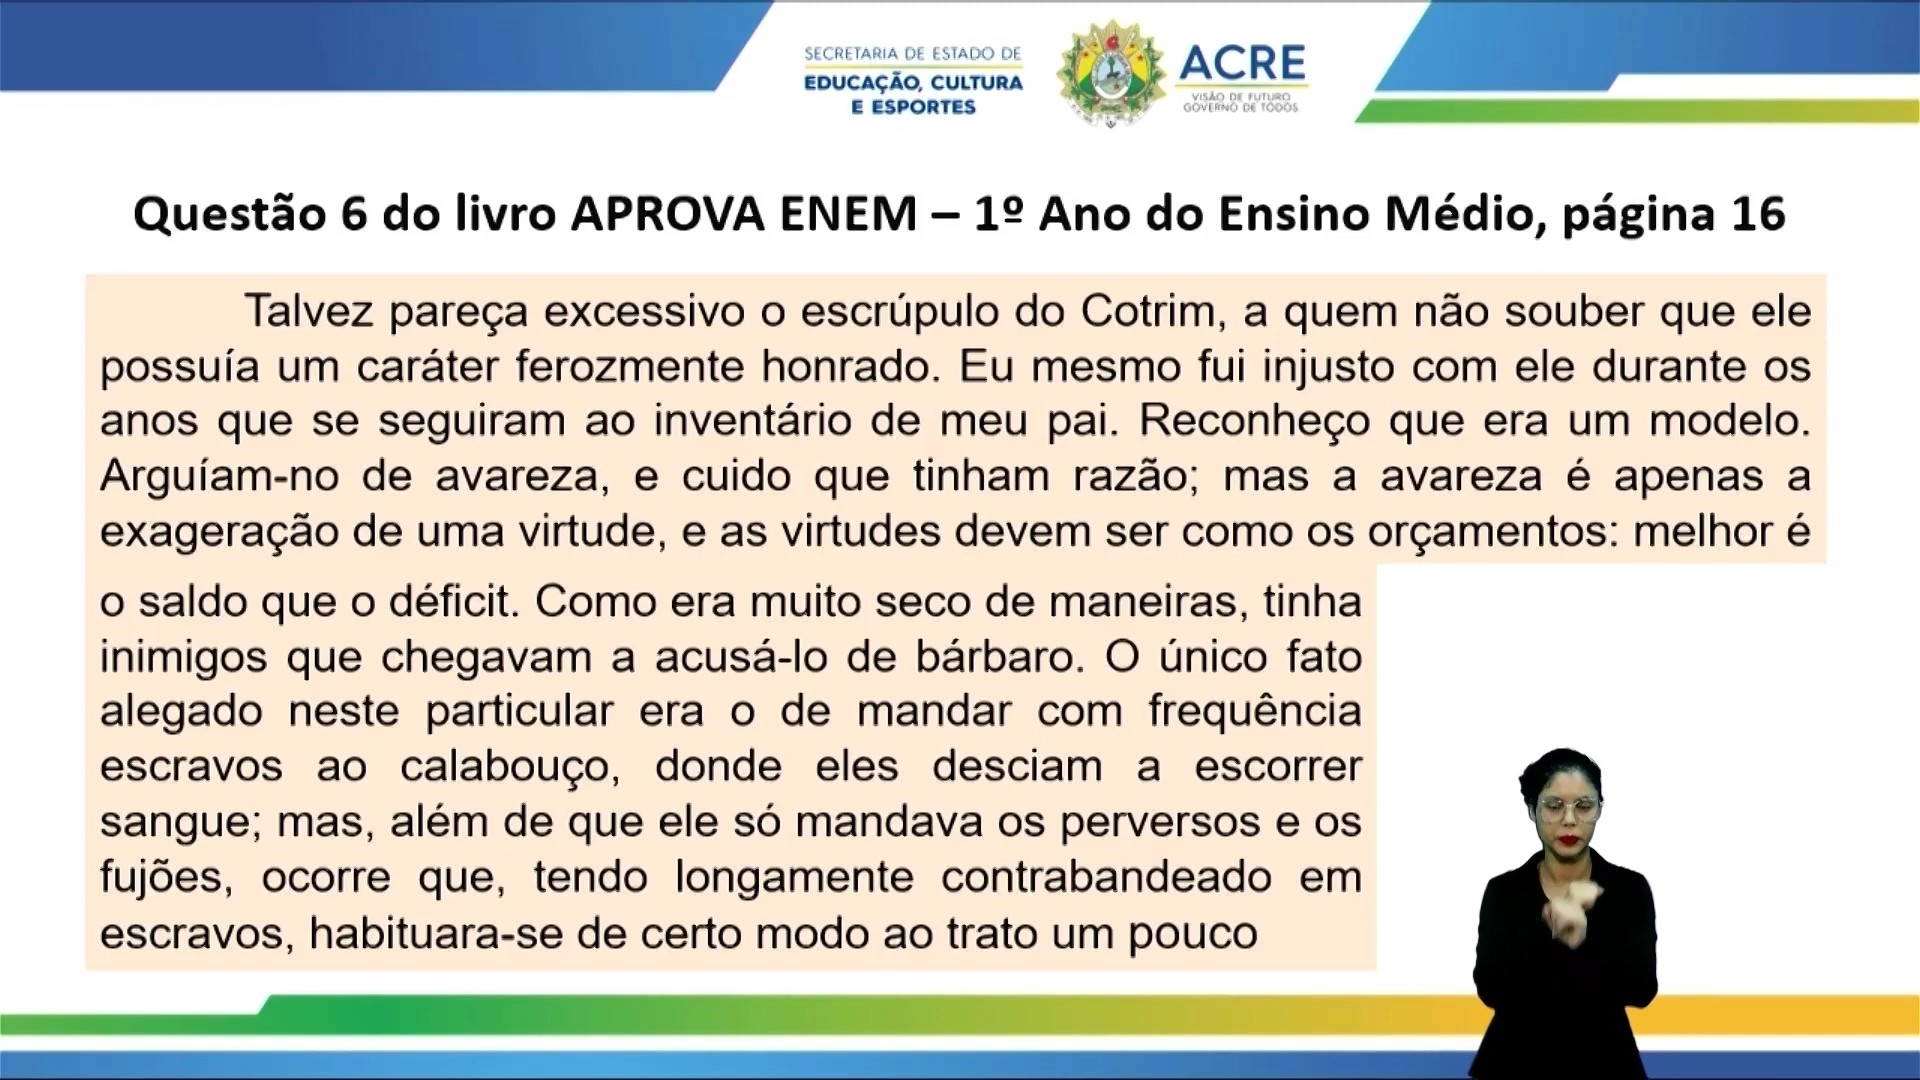 SECRETARIA DE ESTADO DE
EDUCAÇÃO, CULTURA
E ESPORTES
ACRE
VISÃO DE FUTURO
GOVERNO DE TODOS
Questão 6 do livro APROVA ENEM – 1º Ano do Ensino Médio, página 16
Talvez pareça excessivo o escrúpulo do Cotrim, a quem não souber que ele
possuía um caráter ferozmente honrado. Eu mesmo fui injusto com ele durante os
anos que se seguiram ao inventário de meu pai. Reconheço que era um modelo.
Arguíam-no de avareza, e cuido que tinham razão; mas a avareza é apenas a
exageração de uma virtude, e as virtudes devem ser como os orçamentos: melhor é
o saldo que o déficit. Como era muito seco de maneiras, tinha
inimigos que chegavam a acusá-lo de bárbaro. O único fato
alegado neste particular era o de mandar com frequência
escravos ao calabouço, donde eles desciam a escorrer
sangue; mas, além de que ele só mandava os perversos e os
fujões, ocorre que, tendo longamente contrabandeado em
escravos, habituara-se de certo modo ao trato um pouco